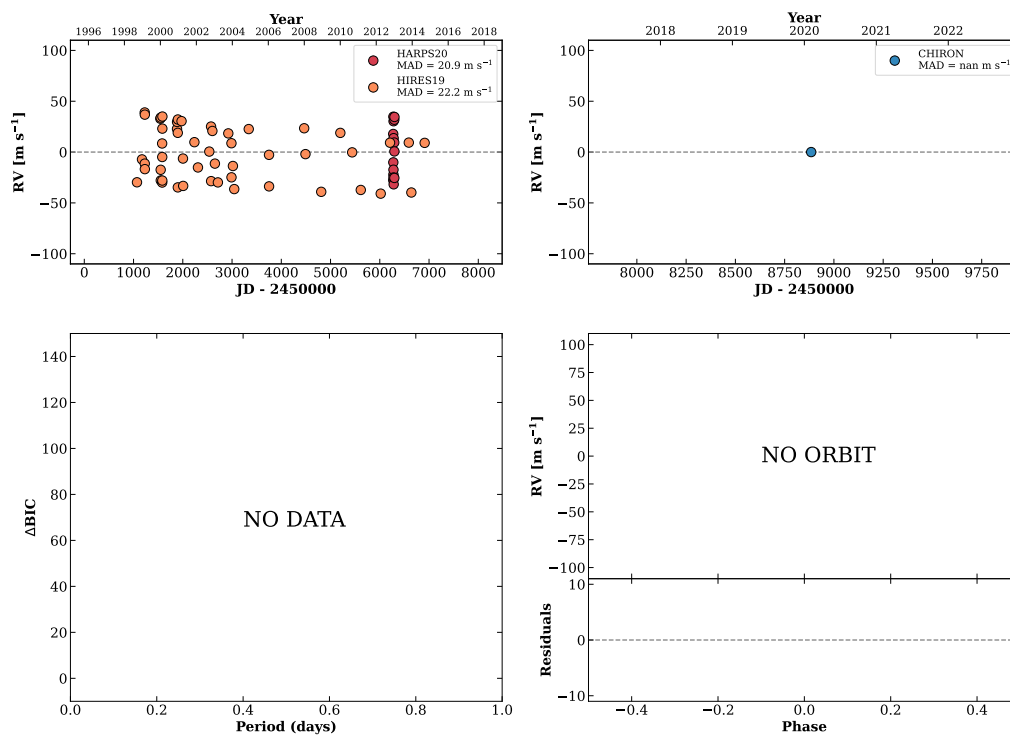 Year
1996 1998 2000 2002 2004 2006 2008 2010 2012 2014 2016 2018
100
50
0
−50
−100
RV [m s⁻¹]
HARPS20
MAD = 20.9 m s⁻¹
HIRES19
MAD = 22.2 m s⁻¹
0 1000 2000 3000 4000 5000 6000 7000 8000
JD - 2450000
Year
2018 2019 2020 2021 2022
100
50
0
−50
−100
RV [m s⁻¹]
CHIRON
MAD = nan m s⁻¹
8000 8250 8500 8750 9000 9250 9500 9750
JD - 2450000
140
120
100
80
60
40
20
0
ΔBIC
NO DATA
0.0 0.2 0.4 0.6 0.8 1.0
Period (days)
100
75
50
25
0
−25
−50
−75
−100
RV [m s⁻¹]
NO ORBIT
10
0
−10
Residuals
−0.4 −0.2 0.0 0.2 0.4
Phase